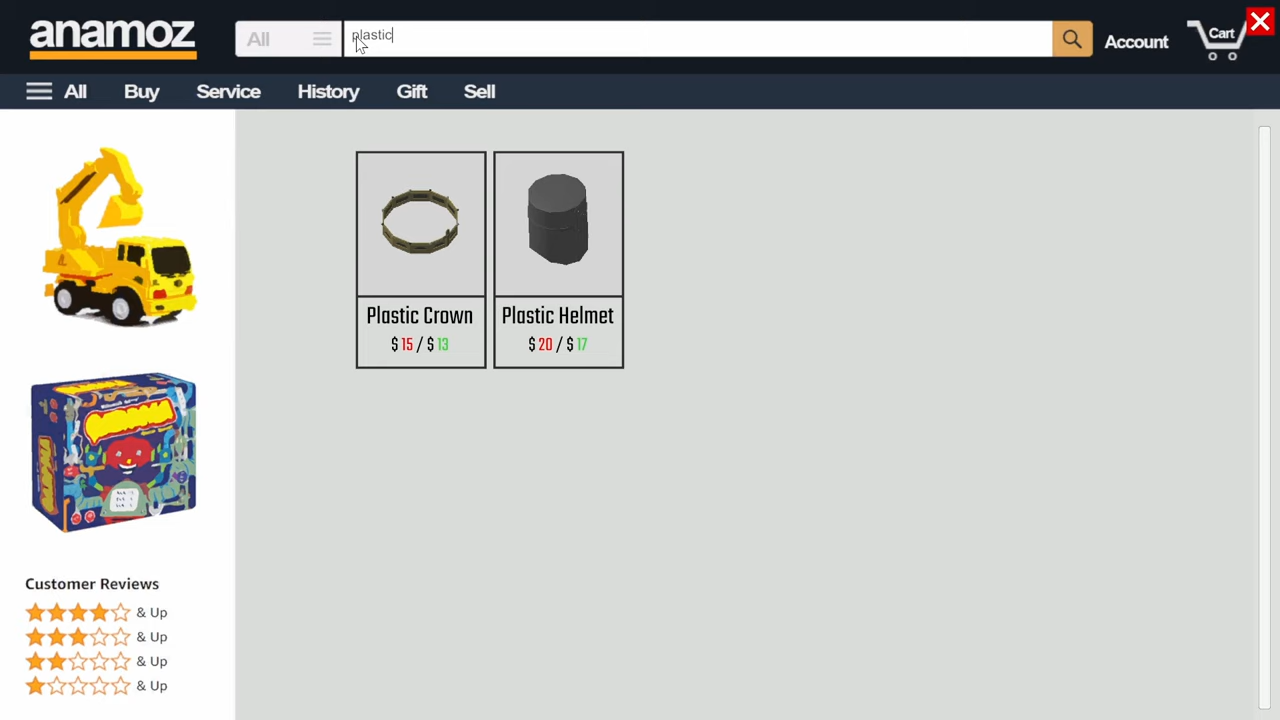 anamoz
All
plastic
Account
Cart
All
Buy
Service
History
Gift
Sell
Plastic Crown
$ 15 / $ 13
Plastic Helmet
$ 20 / $ 17
Customer Reviews
& Up
& Up
& Up
& Up